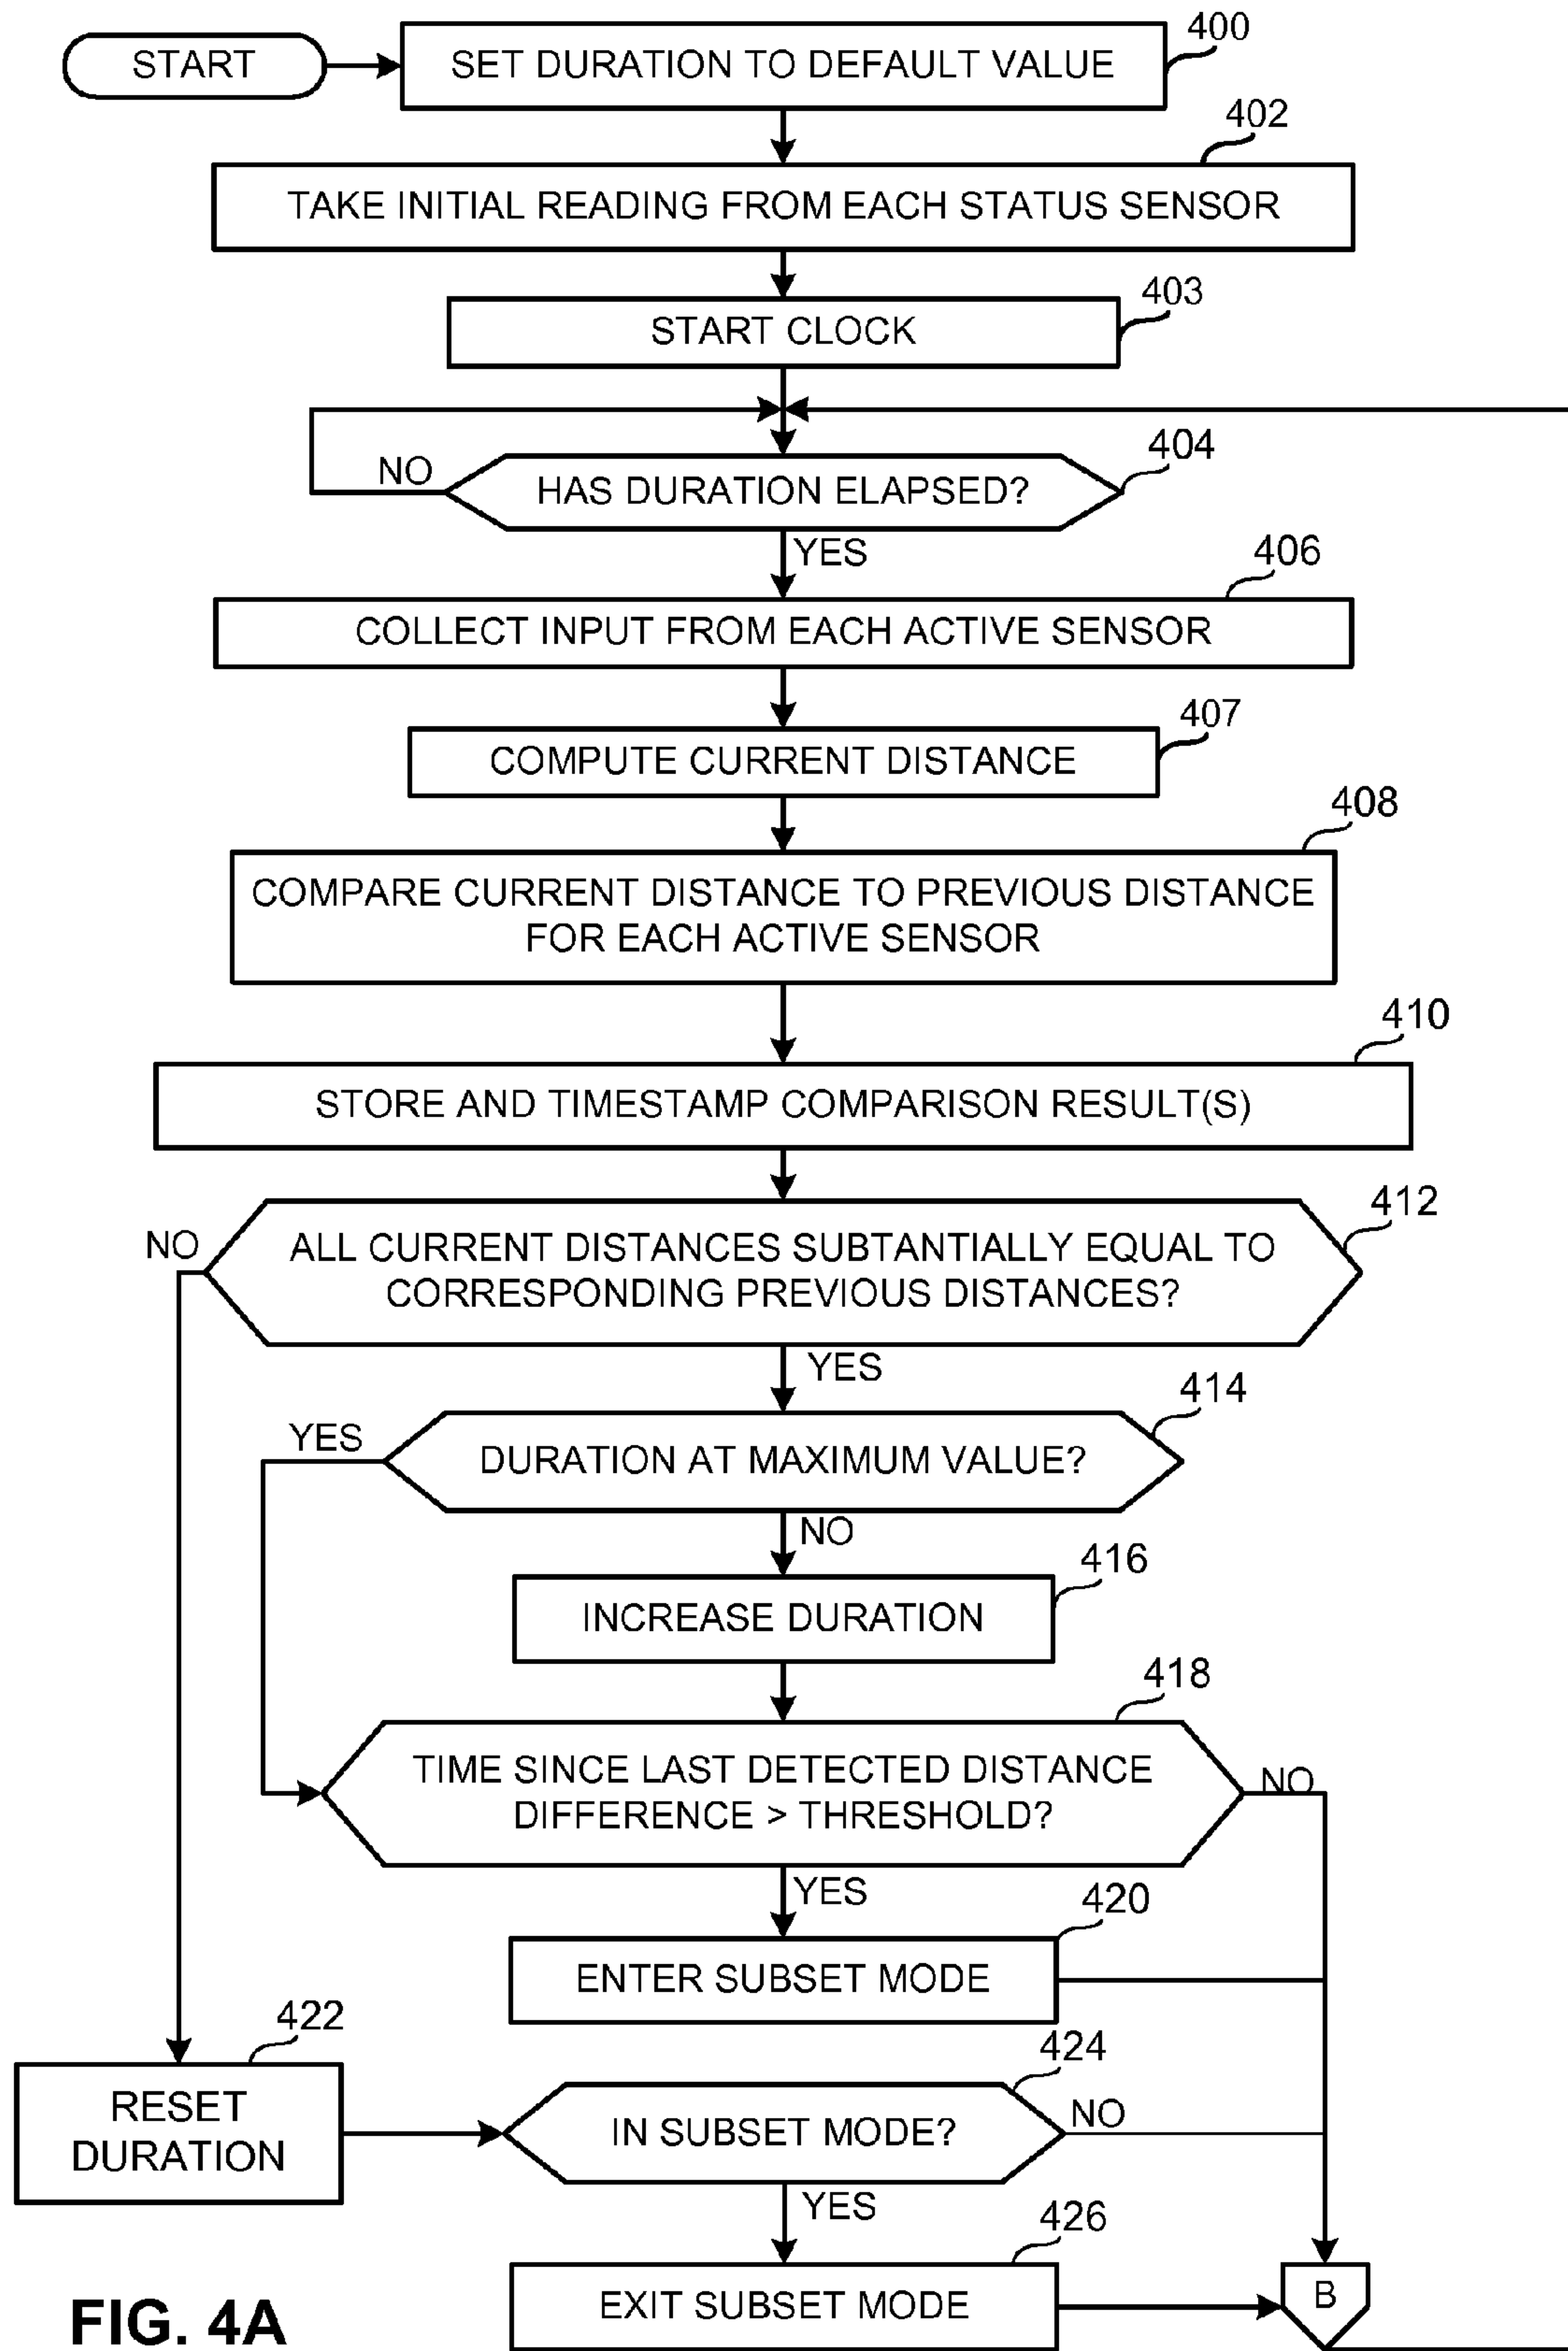 START
SET DURATION TO DEFAULT VALUE
400
402
TAKE INITIAL READING FROM EACH STATUS SENSOR
403
START CLOCK
404
NO
HAS DURATION ELAPSED?
YES
406
COLLECT INPUT FROM EACH ACTIVE SENSOR
407
COMPUTE CURRENT DISTANCE
408
COMPARE CURRENT DISTANCE TO PREVIOUS DISTANCE
FOR EACH ACTIVE SENSOR
410
STORE AND TIMESTAMP COMPARISON RESULT(S)
412
NO
ALL CURRENT DISTANCES SUBTANTIALLY EQUAL TO
CORRESPONDING PREVIOUS DISTANCES?
YES
414
YES
DURATION AT MAXIMUM VALUE?
NO
416
INCREASE DURATION
418
TIME SINCE LAST DETECTED DISTANCE
DIFFERENCE > THRESHOLD?
NO
YES
420
ENTER SUBSET MODE
422
RESET
DURATION
424
IN SUBSET MODE?
NO
YES
426
EXIT SUBSET MODE
B
FIG. 4A